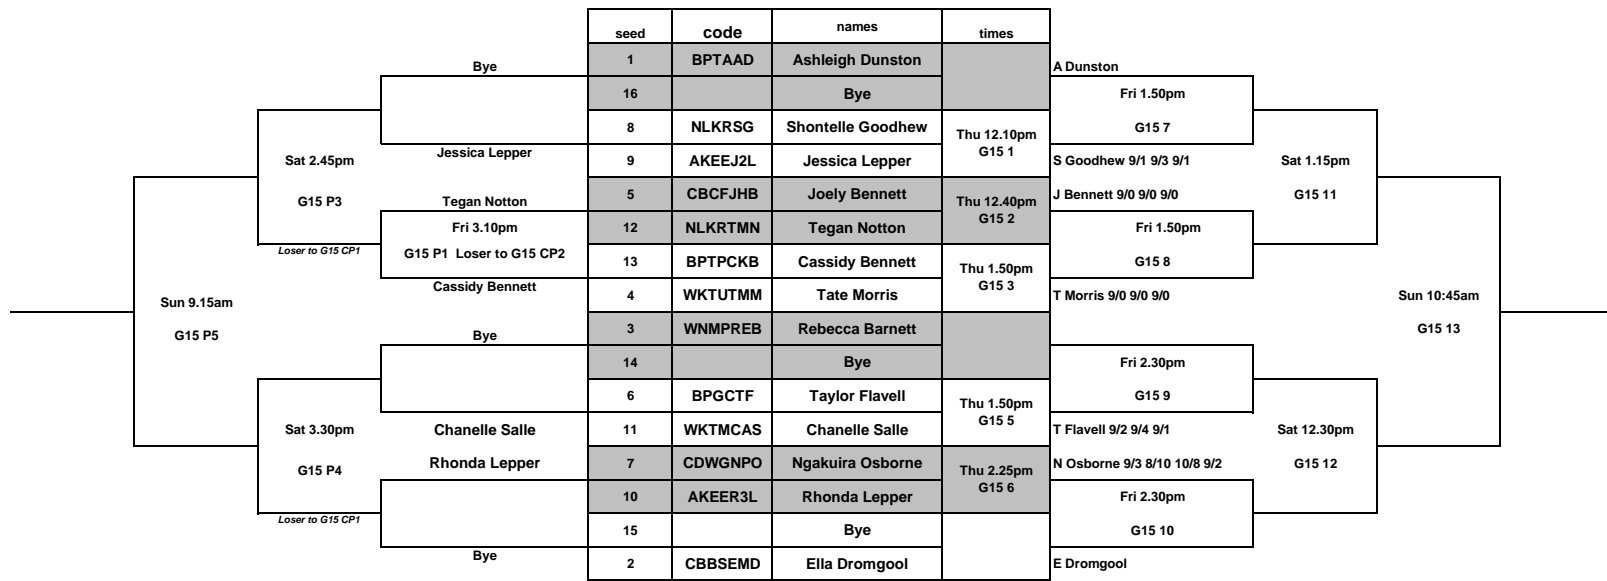 seed code names times
1 BPTAAD Ashleigh Dunston
Bye A Dunston
16 Bye Fri 1.50pm
8 NLKRSG Shontelle Goodhew Thu 12.10pm G15 7
G15 1
Jessica Lepper
Sat 2.45pm 9 AKEEJ2L Jessica Lepper S Goodhew 9/1 9/3 9/1 Sat 1.15pm
G15 P3 Tegan Notton 5 CBCFJHB Joely Bennett Thu 12.40pm J Bennett 9/0 9/0 9/0 G15 11
G15 2
Fri 3.10pm 12 NLKRTMN Tegan Notton Fri 1.50pm
Loser to G15 CP1 G15 P1 Loser to G15 CP2 13 BPTPCKB Cassidy Bennett Thu 1.50pm G15 8
G15 3
Cassidy Bennett
Sun 9.15am 4 WKTUTMM Tate Morris T Morris 9/0 9/0 9/0 Sun 10:45am
G15 P5 Bye 3 WNMPREB Rebecca Barnett G15 13
14 Bye Fri 2.30pm
6 BPGCTF Taylor Flavell Thu 1.50pm G15 9
G15 5
Sat 3.30pm Chanelle Salle 11 WKTMCAS Chanelle Salle T Flavell 9/2 9/4 9/1 Sat 12.30pm
G15 P4 Rhonda Lepper 7 CDWGNPO Ngakuira Osborne Thu 2.25pm N Osborne 9/3 8/10 10/8 9/2 G15 12
G15 6
10 AKEER3L Rhonda Lepper Fri 2.30pm
Loser to G15 CP1 15 Bye G15 10
Bye 2 CBBSEMD Ella Dromgool E Dromgool